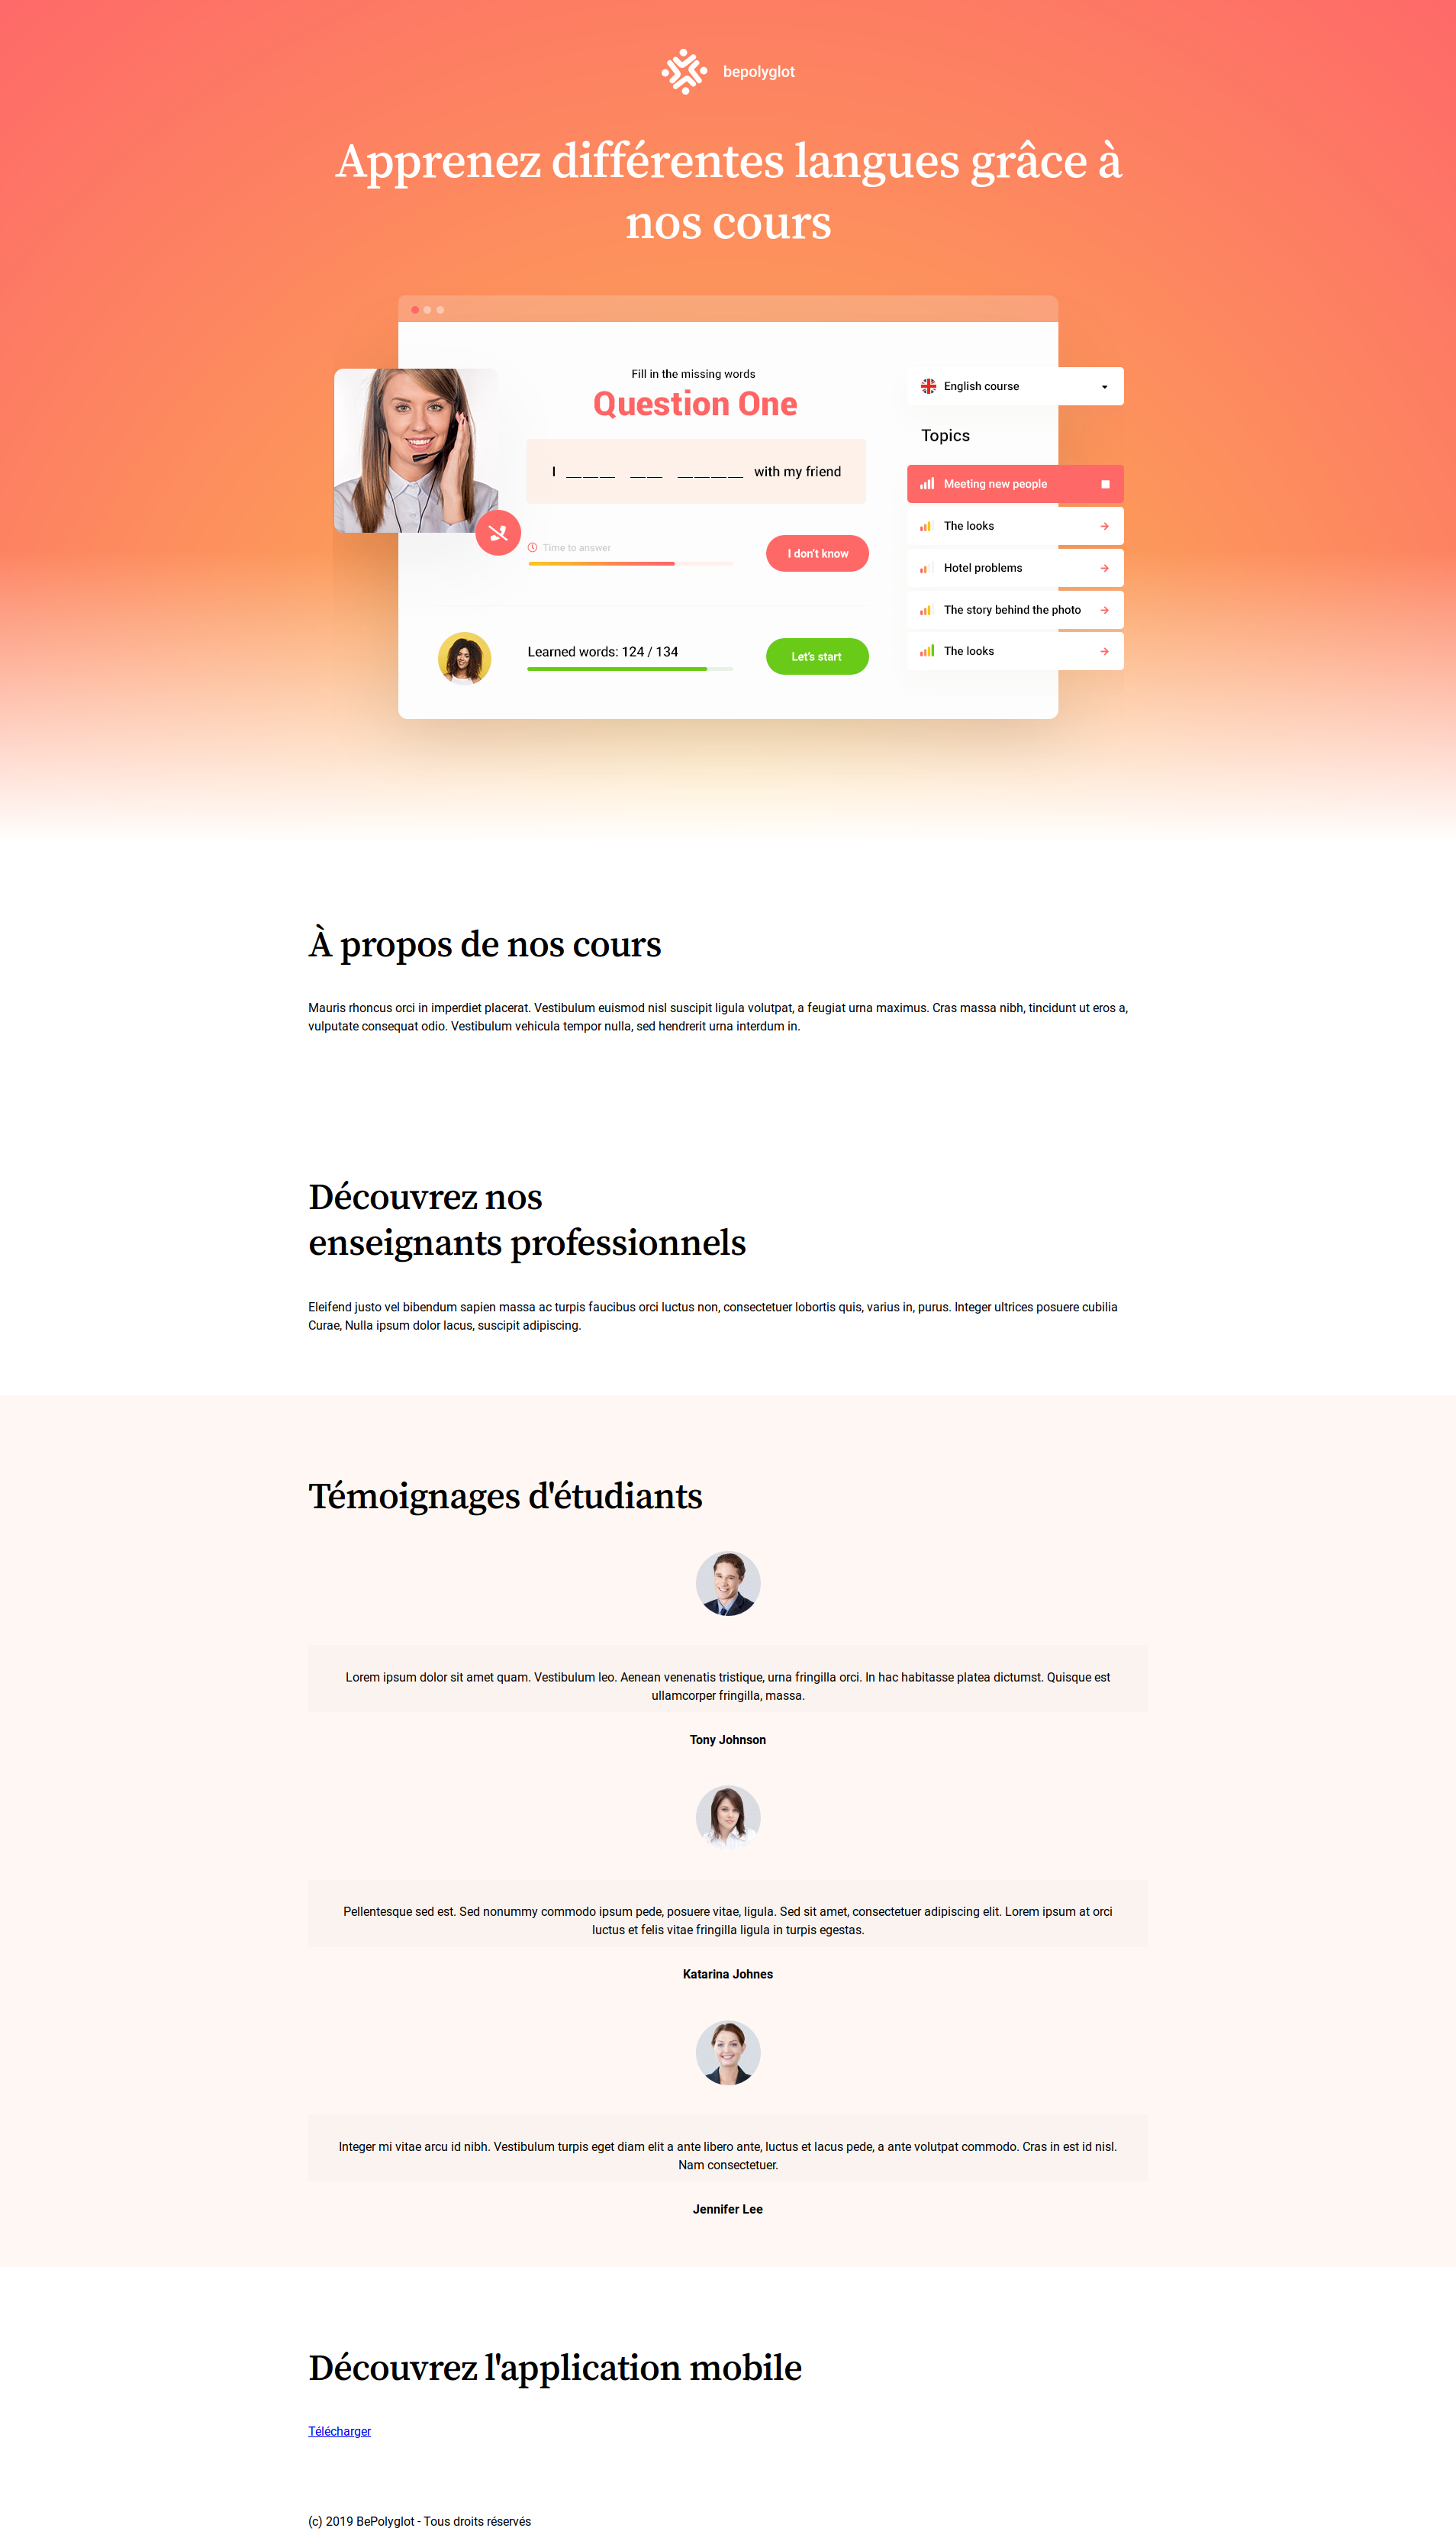 bepolyglot
Apprenez différentes langues grâce à
nos cours
Fill in the missing words
Question One
I ___ __ ____ with my friend
Time to answer
I don't know
Learned words: 124 / 134
Let's start
English course
Topics
Meeting new people
The looks
Hotel problems
The story behind the photo
The looks
À propos de nos cours
Mauris rhoncus orci in imperdiet placerat. Vestibulum euismod nisl suscipit ligula volutpat, a feugiat urna maximus. Cras massa nibh, tincidunt ut eros a,
vulputate consequat odio. Vestibulum vehicula tempor nulla, sed hendrerit urna interdum in.
Découvrez nos
enseignants professionnels
Eleifend justo vel bibendum sapien massa ac turpis faucibus orci luctus non, consectetuer lobortis quis, varius in, purus. Integer ultrices posuere cubilia
Curae, Nulla ipsum dolor lacus, suscipit adipiscing.
Témoignages d'étudiants
Lorem ipsum dolor sit amet quam. Vestibulum leo. Aenean venenatis tristique, urna fringilla orci. In hac habitasse platea dictumst. Quisque est
ullamcorper fringilla, massa.
Tony Johnson
Pellentesque sed est. Sed nonummy commodo ipsum pede, posuere vitae, ligula. Sed sit amet, consectetuer adipiscing elit. Lorem ipsum at orci
luctus et felis vitae fringilla ligula in turpis egestas.
Katarina Johnes
Integer mi vitae arcu id nibh. Vestibulum turpis eget diam elit a ante libero ante, luctus et lacus pede, a ante volutpat commodo. Cras in est id nisl.
Nam consectetuer.
Jennifer Lee
Découvrez l'application mobile
Télécharger
(c) 2019 BePolyglot - Tous droits réservés